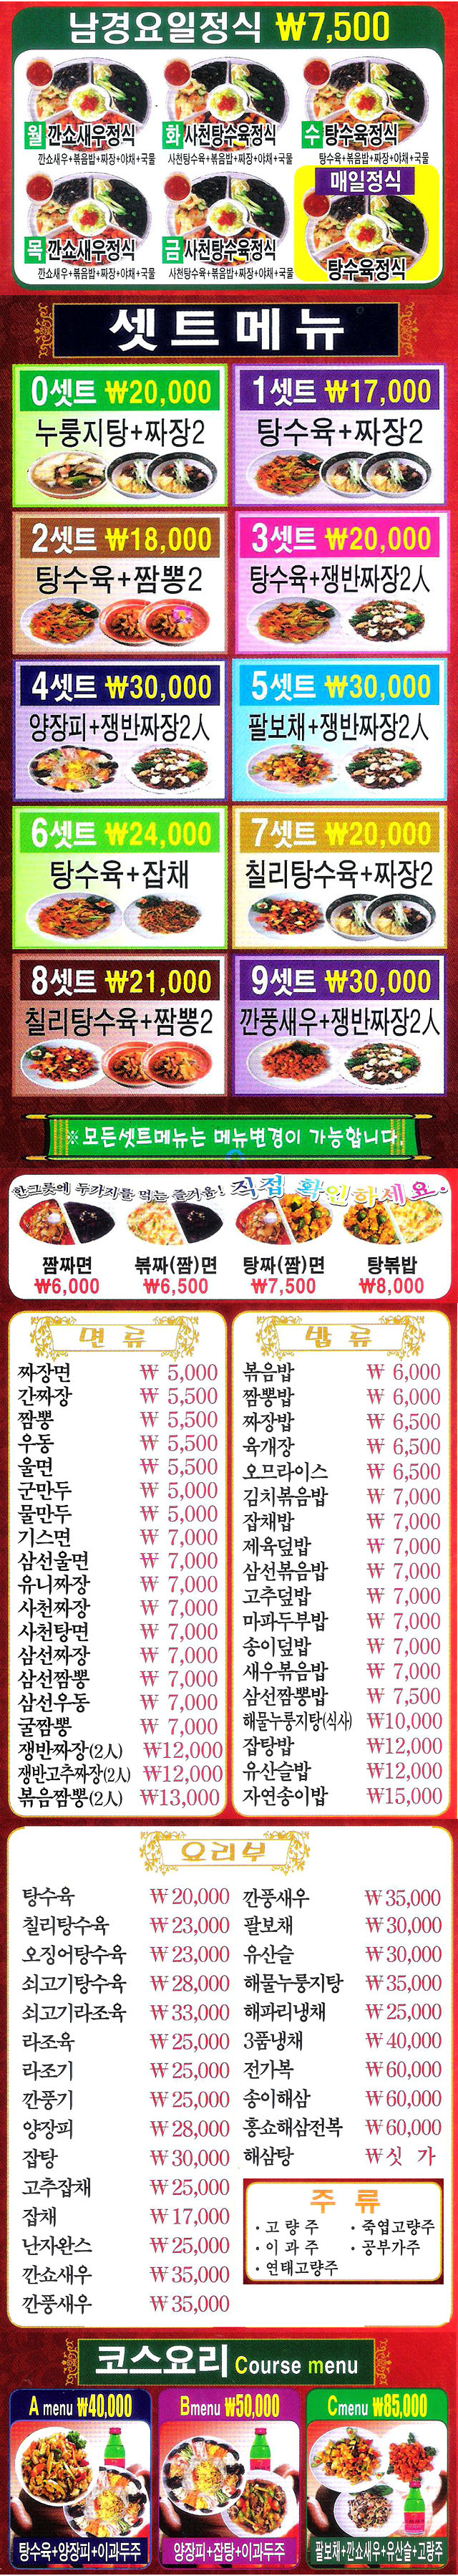 남경요일정식 ₩7,500
월 깐쇼새우정식
깐쇼새우+볶음밥+짜장+야채+국물
화 사천탕수육정식
사천탕수육+볶음밥+짜장+야채+국물
수 탕수육정식
탕수육+볶음밥+짜장+야채+국물
목 깐쇼새우정식
깐쇼새우+볶음밥+짜장+야채+국물
금 사천탕수육정식
사천탕수육+볶음밥+짜장+야채+국물
매일정식
탕수육정식
셋트메뉴
0셋트 ₩20,000
누룽지탕+짜장2
1셋트 ₩17,000
탕수육+짜장2
2셋트 ₩18,000
탕수육+짬뽕2
3셋트 ₩20,000
탕수육+쟁반짜장2人
4셋트 ₩30,000
양장피+쟁반짜장2人
5셋트 ₩30,000
팔보채+쟁반짜장2人
6셋트 ₩24,000
탕수육+잡채
7셋트 ₩20,000
칠리탕수육+짜장2
8셋트 ₩21,000
칠리탕수육+짬뽕2
9셋트 ₩30,000
깐풍새우+쟁반짜장2人
※모든셋트메뉴는 메뉴변경이 가능합니다.
한그릇에 두가지를 먹는 즐거움! 직접 확인하세요.
짬짜면
₩6,000
볶짜(짬)면
₩6,500
탕짜(짬)면
₩7,500
탕볶밥
₩8,000
면류
짜장면 ₩ 5,000
간짜장 ₩ 5,500
짬뽕 ₩ 5,500
우동 ₩ 5,500
울면 ₩ 5,500
군만두 ₩ 5,000
물만두 ₩ 5,000
기스면 ₩ 7,000
삼선울면 ₩ 7,000
유니짜장 ₩ 7,000
사천짜장 ₩ 7,000
사천탕면 ₩ 7,000
삼선짜장 ₩ 7,000
삼선짬뽕 ₩ 7,000
삼선우동 ₩ 7,000
굴짬뽕 ₩ 7,000
쟁반짜장(2人) ₩12,000
쟁반고추짜장(2人) ₩12,000
볶음짬뽕(2人) ₩13,000
밥류
볶음밥 ₩ 6,000
짬뽕밥 ₩ 6,000
짜장밥 ₩ 6,500
육개장 ₩ 6,500
오므라이스 ₩ 6,500
김치볶음밥 ₩ 7,000
잡채밥 ₩ 7,000
제육덮밥 ₩ 7,000
삼선볶음밥 ₩ 7,000
고추덮밥 ₩ 7,000
마파두부밥 ₩ 7,000
송이덮밥 ₩ 7,000
새우볶음밥 ₩ 7,000
삼선짬뽕밥 ₩ 7,500
해물누룽지탕(식사) ₩10,000
잡탕밥 ₩12,000
유산슬밥 ₩12,000
자연송이밥 ₩15,000
요리부
탕수육 ₩20,000
칠리탕수육 ₩23,000
오징어탕수육 ₩23,000
쇠고기탕수육 ₩28,000
쇠고기라조육 ₩33,000
라조육 ₩25,000
라조기 ₩25,000
깐풍기 ₩25,000
양장피 ₩28,000
잡탕 ₩30,000
고추잡채 ₩25,000
잡채 ₩17,000
난자완스 ₩25,000
깐쇼새우 ₩35,000
깐풍새우 ₩35,000
깐풍새우 ₩35,000
팔보채 ₩30,000
유산슬 ₩30,000
해물누룽지탕 ₩35,000
해파리냉채 ₩25,000
3품냉채 ₩40,000
전가복 ₩60,000
송이해삼 ₩60,000
홍쇼해삼전복 ₩60,000
해삼탕 ₩싯 가
주 류
· 고 량 주 · 죽엽고량주
· 이 과 주 · 공부가주
· 연태고량주
코스요리 Course menu
A menu ₩40,000
탕수육+양장피+이과두주
Bmenu ₩50,000
양장피+잡탕+이과두주
Cmenu ₩85,000
팔보채+깐쇼새우+유산슬+고량주